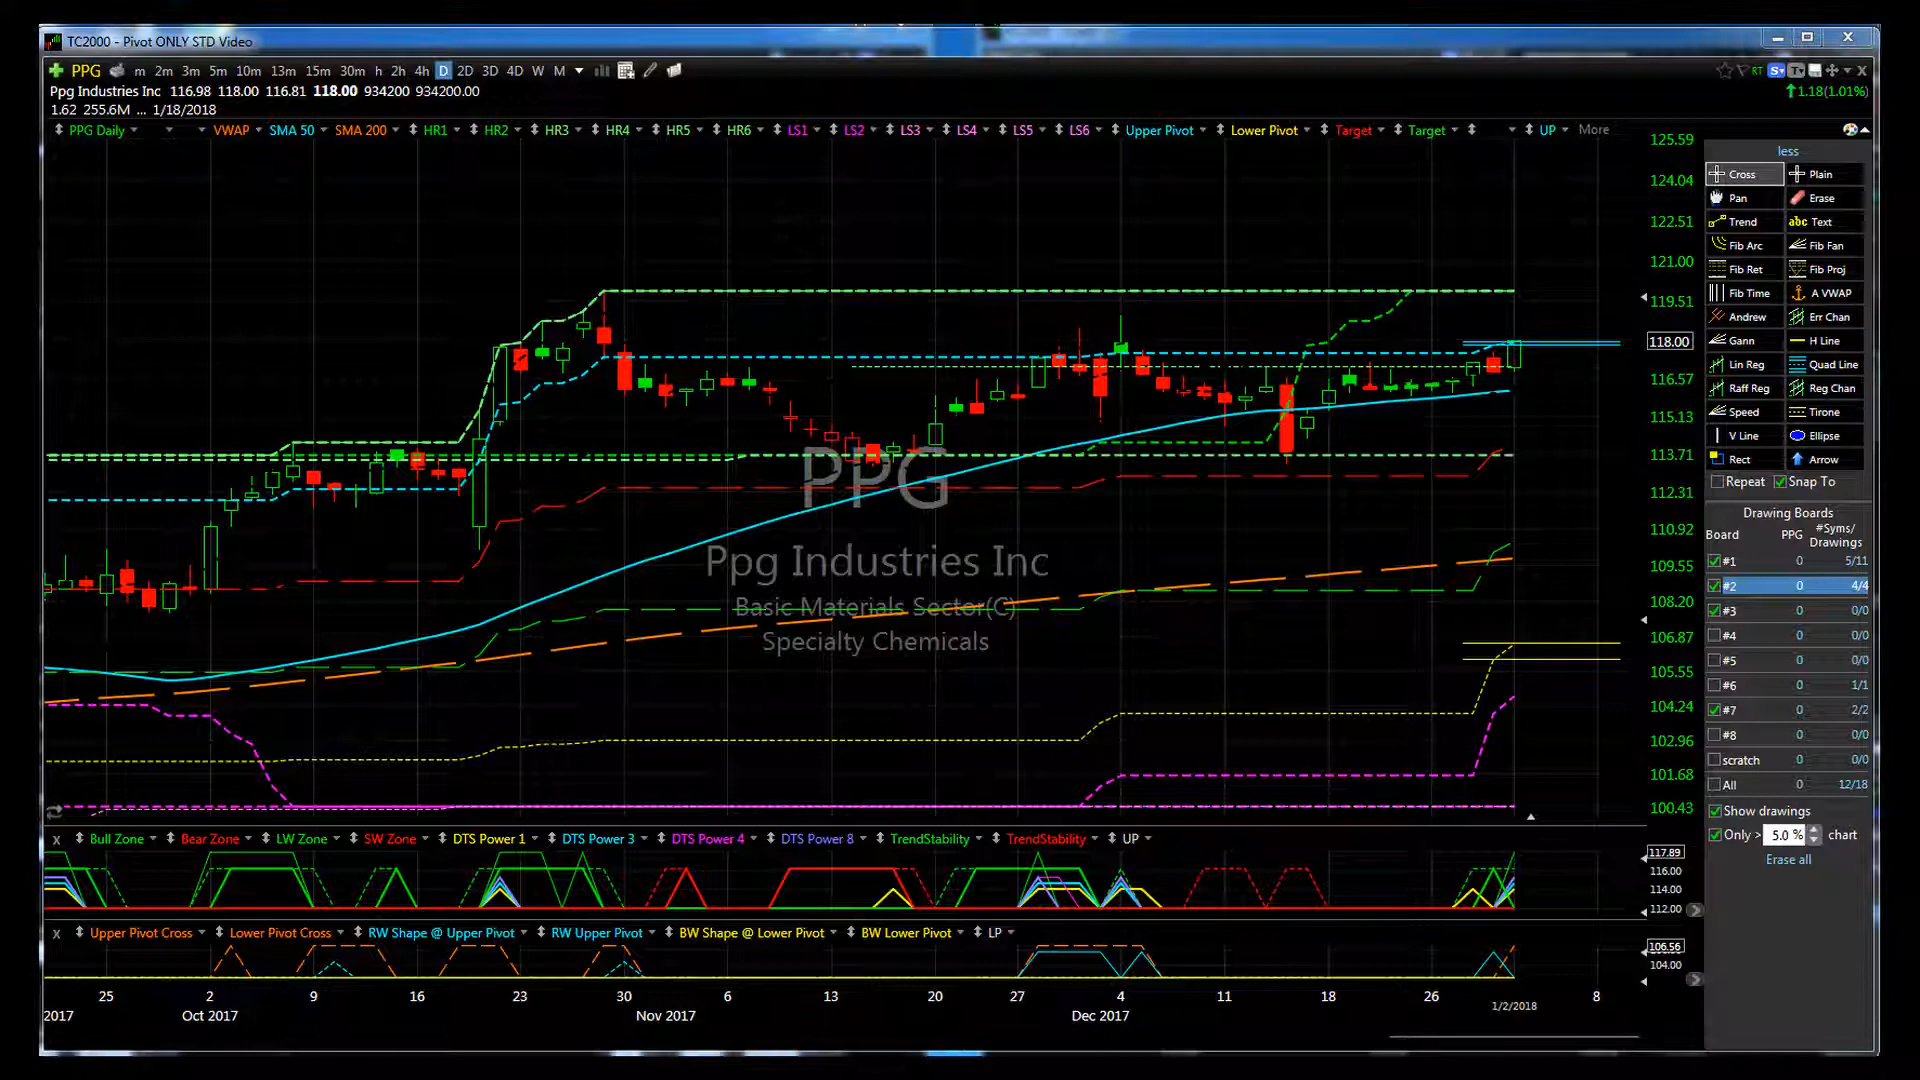 TC2000 - Pivot ONLY STD Video
PPG m 2m 3m 5m 10m 13m 15m 30m h 2h 4h D 2D 3D 4D W M RT S T X
Ppg Industries Inc 116.98 118.00 116.81 118.00 934200 934200.00 1.18(1.01%)
1.62 255.6M ... 1/18/2018
PPG Daily VWAP SMA 50 SMA 200 HR1 HR2 HR3 HR4 HR5 HR6 LS1 LS2 LS3 LS4 LS5 LS6 Upper Pivot Lower Pivot Target Target UP More
125.59
124.04
122.51
121.00
119.51
118.00
116.57
115.13
113.71
112.31
110.92
109.55
108.20
106.87
105.55
104.24
102.96
101.68
100.43
PPG
Ppg Industries Inc
Basic Materials Sector(C)
Specialty Chemicals
less
Cross Plain
Pan Erase
Trend abc Text
Fib Arc Fib Fan
Fib Ret Fib Proj
Fib Time A VWAP
Andrew Err Chan
Gann H Line
Lin Reg Quad Line
Raff Reg Reg Chan
Speed Tirone
V Line Ellipse
Rect Arrow
Repeat Snap To
Drawing Boards
Board PPG #Syms/
Drawings
#1 0 5/11
#2 0 4/4
#3 0 0/0
#4 0 0/0
#5 0 0/0
#6 0 1/1
#7 0 2/2
#8 0 0/0
scratch 0 0/0
All 0 12/18
Show drawings
Only > 5.0 % chart
Erase all
x Bull Zone Bear Zone LW Zone SW Zone DTS Power 1 DTS Power 3 DTS Power 4 DTS Power 8 TrendStability TrendStability UP
117.89
116.00
114.00
112.00
x Upper Pivot Cross Lower Pivot Cross RW Shape @ Upper Pivot RW Upper Pivot BW Shape @ Lower Pivot BW Lower Pivot LP
106.56
104.00
25 2 9 16 23 30 6 13 20 27 4 11 18 26 1/2/2018 8
2017 Oct 2017 Nov 2017 Dec 2017